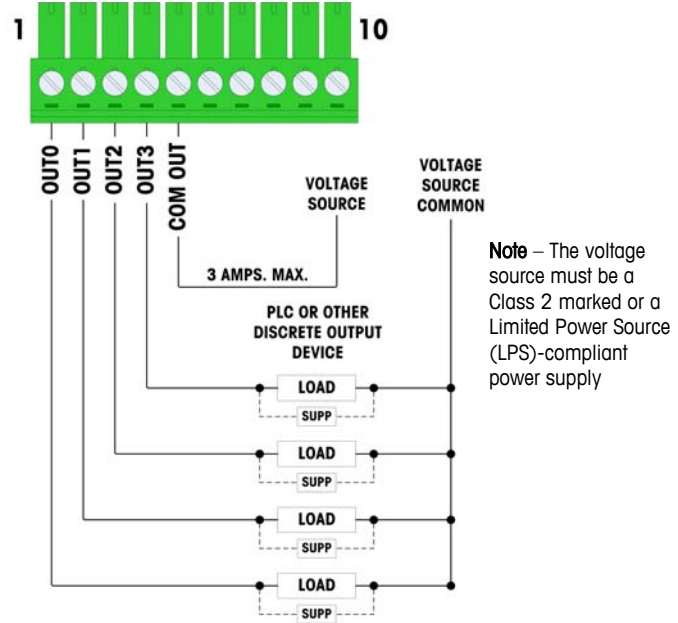 1
10
OUT0
OUT1
OUT2
OUT3
COM OUT
VOLTAGE
SOURCE
VOLTAGE
SOURCE
COMMON
3 AMPS. MAX.
PLC OR OTHER
DISCRETE OUTPUT
DEVICE
LOAD
SUPP
LOAD
SUPP
LOAD
SUPP
LOAD
SUPP
Note – The voltage
source must be a
Class 2 marked or a
Limited Power Source
(LPS)-compliant
power supply